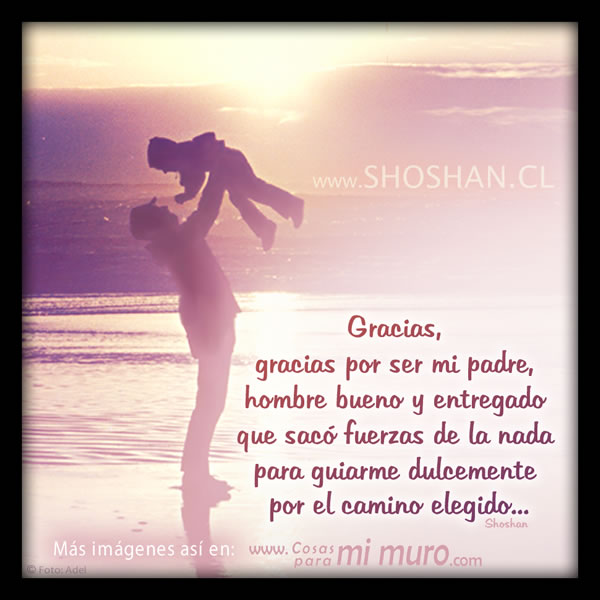 www.SHOSHAN.CL
Gracias,
gracias por ser mi padre,
hombre bueno y entregado
que sacó fuerzas de la nada
para guiarme dulcemente
por el camino elegido...
Shoshan
Más imágenes así en: www.Cosas para mi muro.com
© Foto: Adel